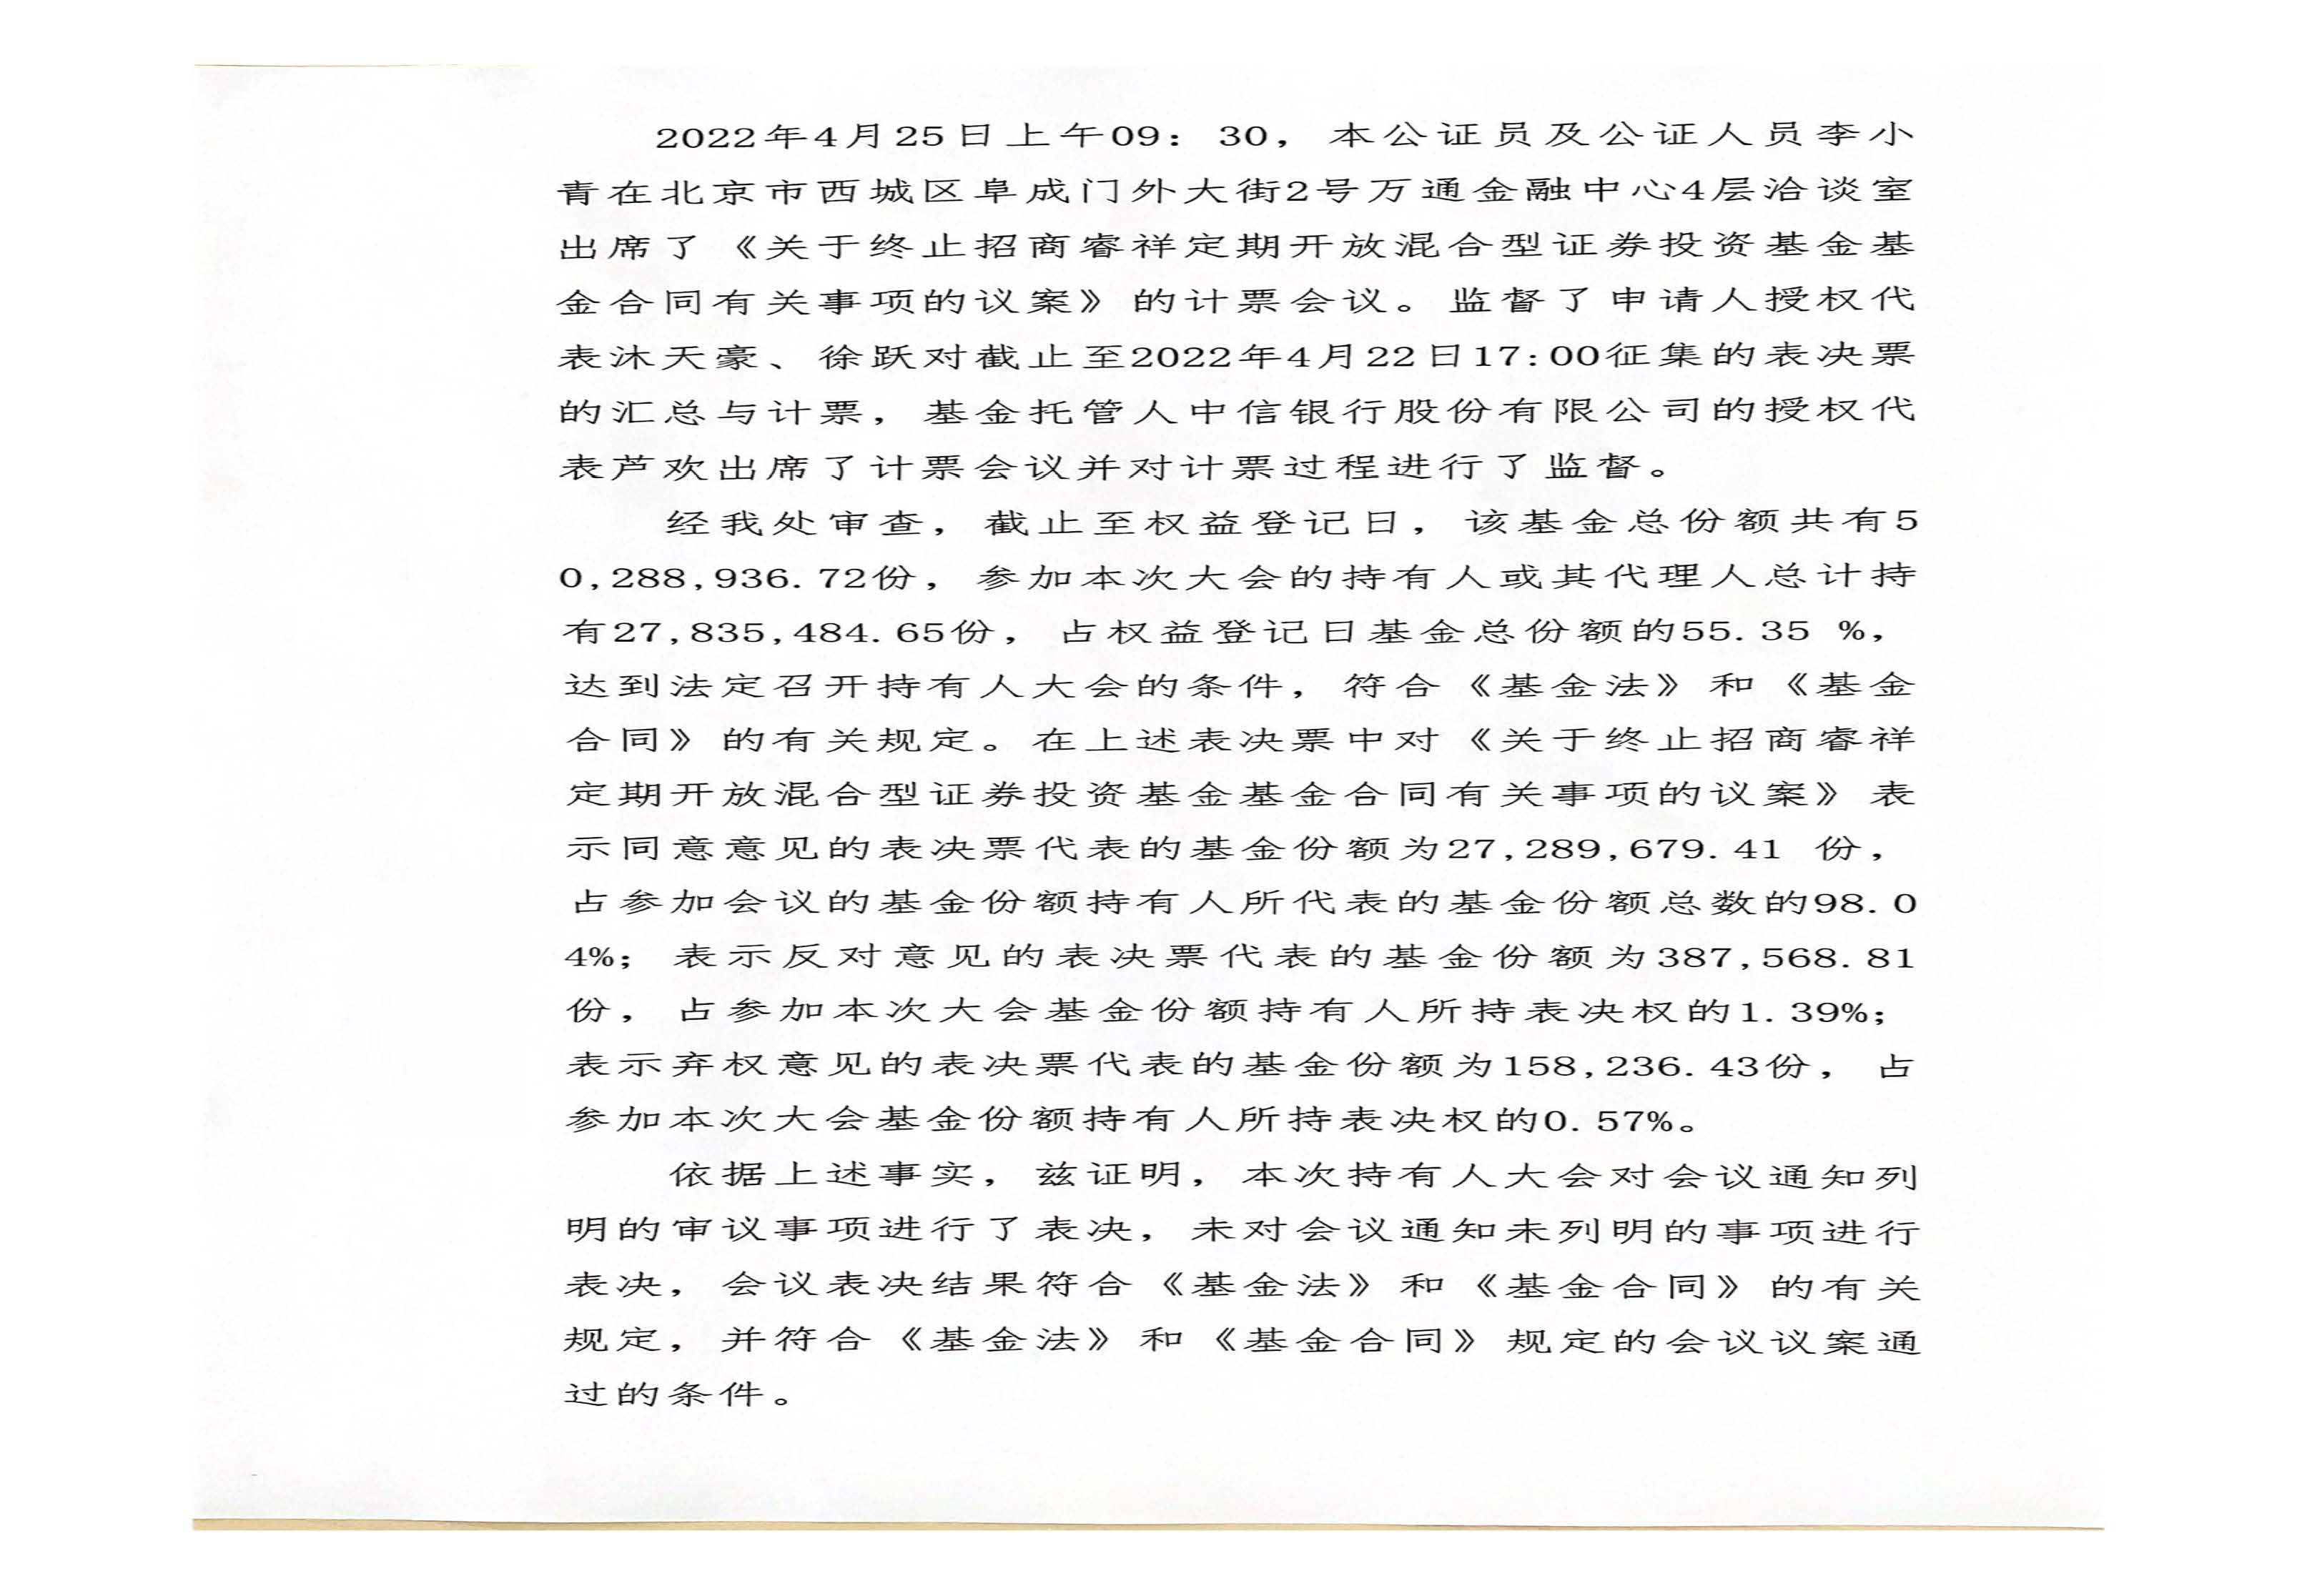 2022年4月25日上午09：30，本公证员及公证人员李小
青在北京市西城区阜成门外大街2号万通金融中心4层洽谈室
出席了《关于终止招商睿祥定期开放混合型证券投资基金基
金合同有关事项的议案》的计票会议。监督了申请人授权代
表沐天豪、徐跃对截止至2022年4月22日17:00征集的表决票
的汇总与计票，基金托管人中信银行股份有限公司的授权代
表芦欢出席了计票会议并对计票过程进行了监督。
经我处审查，截止至权益登记日，该基金总份额共有5
0,288,936.72份，参加本次大会的持有人或其代理人总计持
有27,835,484.65份，占权益登记日基金总份额的55.35 %，
达到法定召开持有人大会的条件，符合《基金法》和《基金
合同》的有关规定。在上述表决票中对《关于终止招商睿祥
定期开放混合型证券投资基金基金合同有关事项的议案》表
示同意意见的表决票代表的基金份额为27,289,679.41 份，
占参加会议的基金份额持有人所代表的基金份额总数的98.0
4%；表示反对意见的表决票代表的基金份额为387,568.81
份，占参加本次大会基金份额持有人所持表决权的1.39%；
表示弃权意见的表决票代表的基金份额为158,236.43份，占
参加本次大会基金份额持有人所持表决权的0.57%。
依据上述事实，兹证明，本次持有人大会对会议通知列
明的审议事项进行了表决，未对会议通知未列明的事项进行
表决，会议表决结果符合《基金法》和《基金合同》的有关
规定，并符合《基金法》和《基金合同》规定的会议议案通
过的条件。